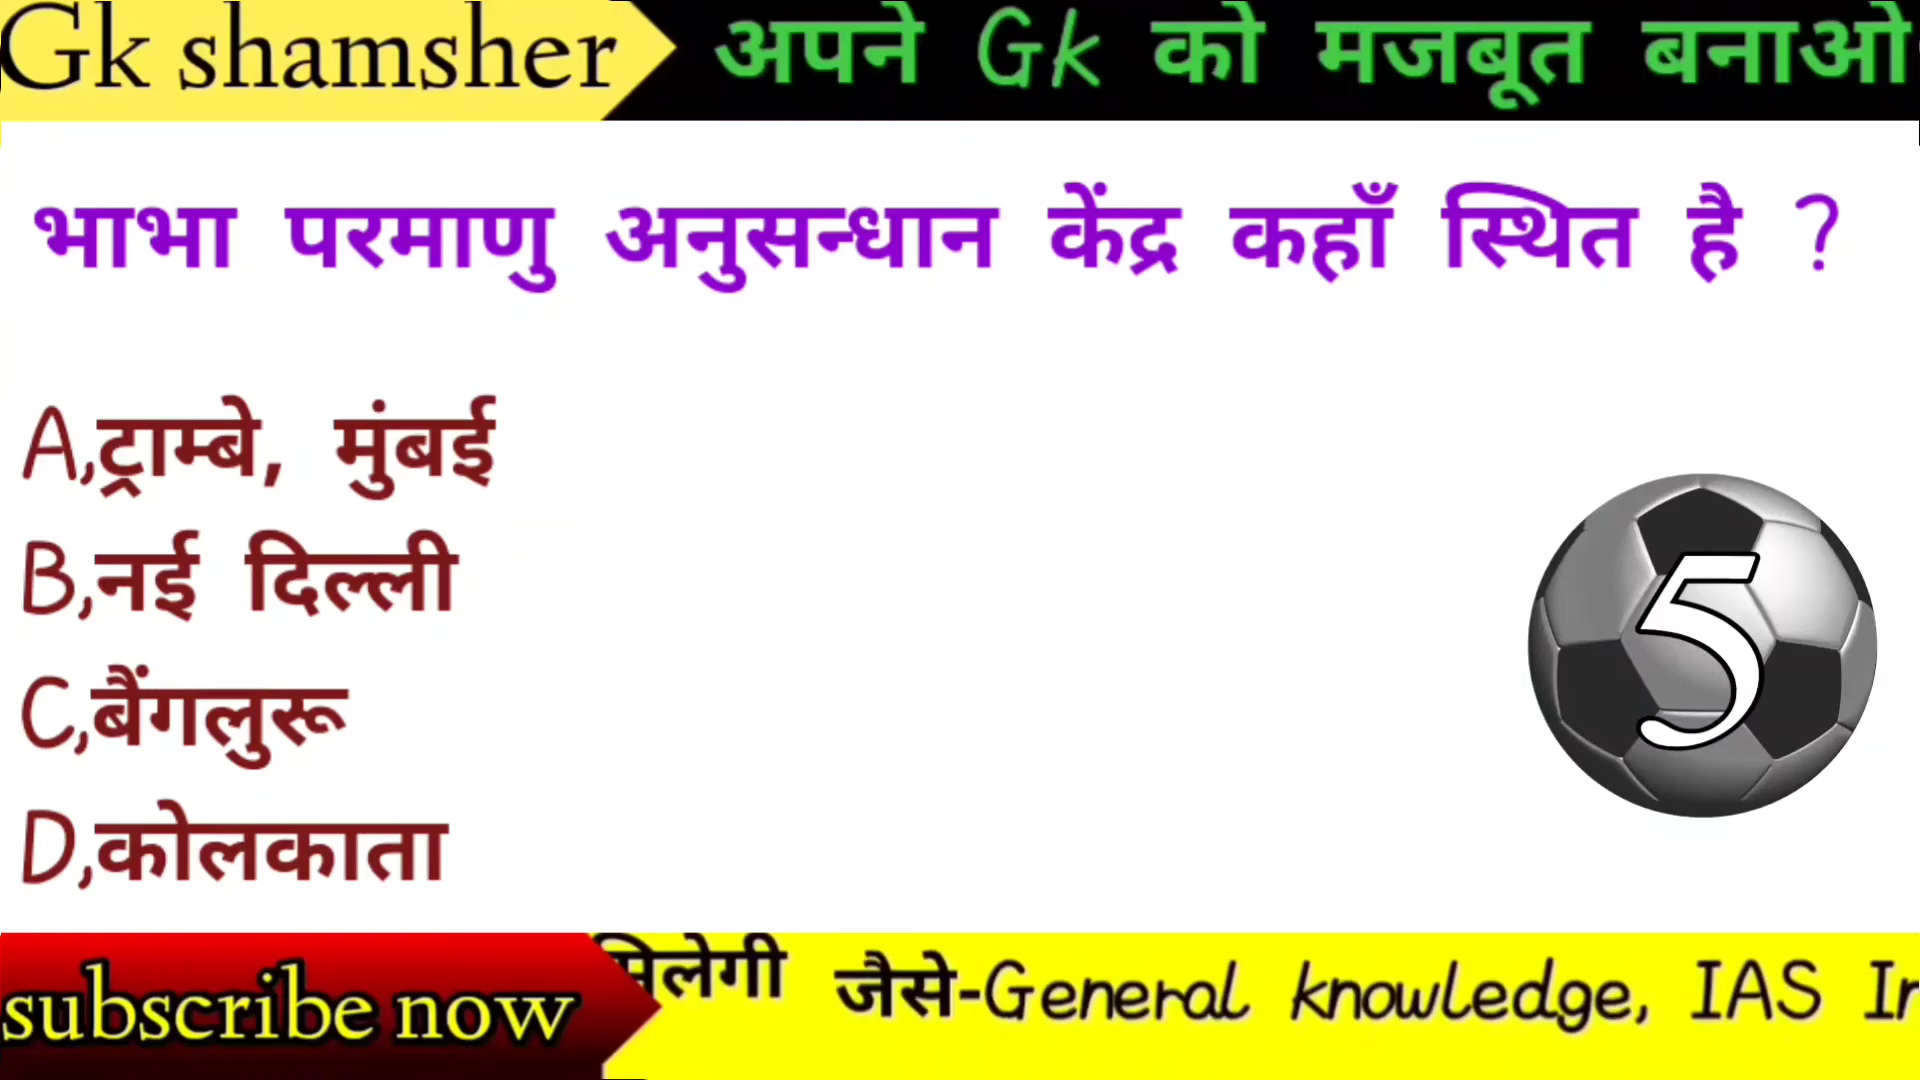 Gk shamsher
अपने Gk को मजबूत बनाओ
भाभा परमाणु अनुसन्धान केंद्र कहाँ स्थित है ?
A,ट्राम्बे, मुंबई
B,नई दिल्ली
C,बैंगलुरू
D,कोलकाता
5
subscribe now
मिलेगी जैसे-General knowledge, IAS In